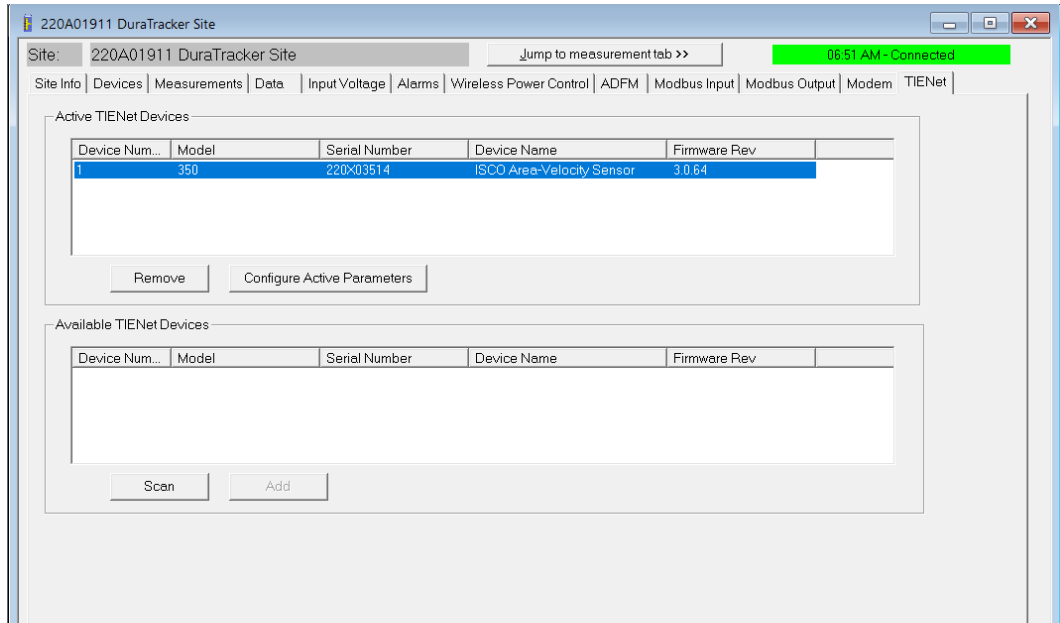 220A01911 DuraTracker Site
Site: 220A01911 DuraTracker Site Jump to measurement tab >> 06:51 AM - Connected
Site Info Devices Measurements Data Input Voltage Alarms Wireless Power Control ADFM Modbus Input Modbus Output Modem TIENet
Active TIENet Devices
Device Num... Model Serial Number Device Name Firmware Rev
1 350 220X03514 ISCO Area-Velocity Sensor 3.0.64
Remove Configure Active Parameters
Available TIENet Devices
Device Num... Model Serial Number Device Name Firmware Rev
Scan Add